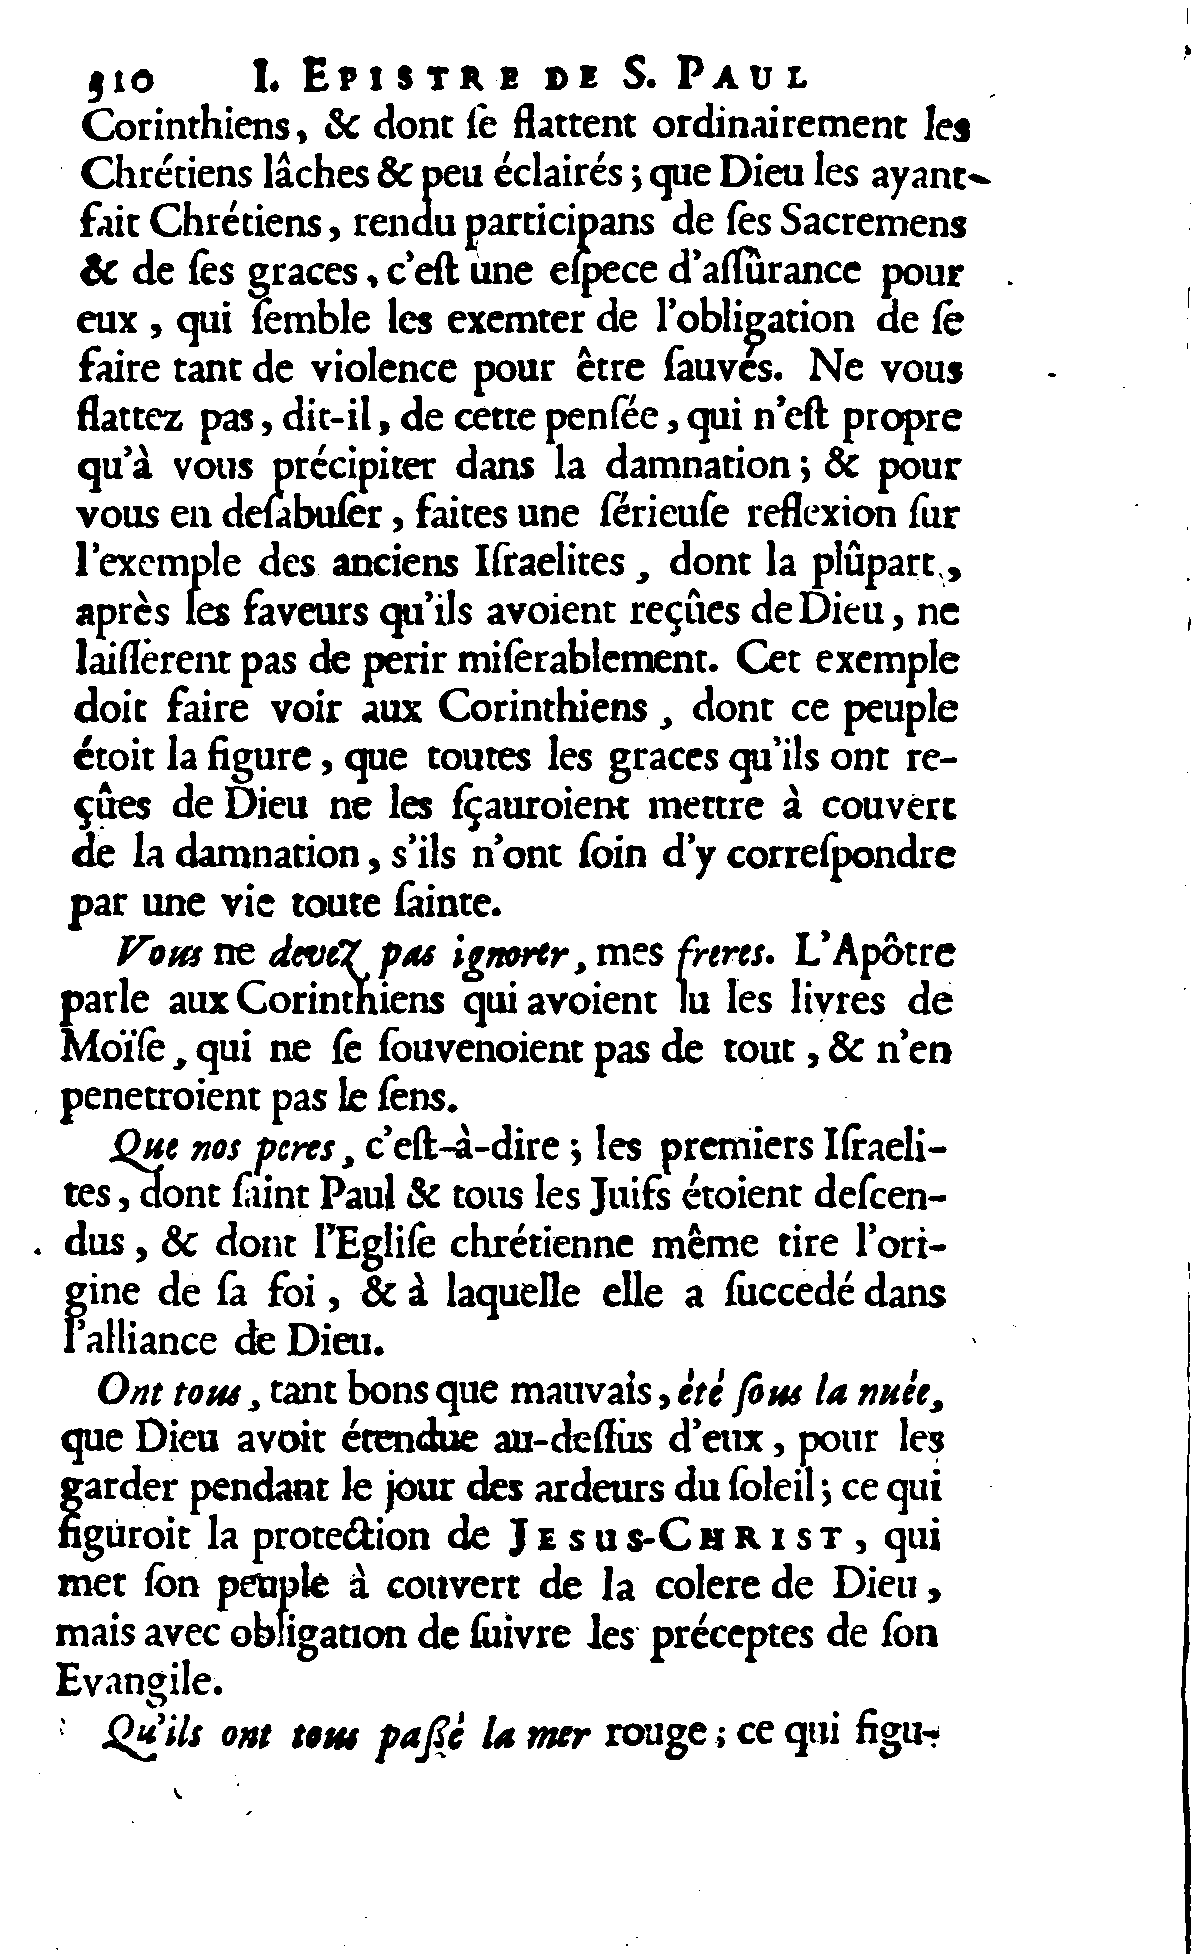 510 I. EPISTRE DE S. PAUL
Corinthiens, & dont ſe flattent ordinairement les
Chrétiens lâches & peu éclairés ; que Dieu les ayant
fait Chrétiens, rendu participans de ſes Sacremens
& de ſes graces, c'eſt une eſpece d'aſſûrance pour
eux, qui ſemble les exemter de l'obligation de ſe
faire tant de violence pour être ſauvés. Ne vous
flattez pas, dit-il, de cette penſée, qui n'eſt propre
qu'à vous précipiter dans la damnation ; & pour
vous en deſabuſer, faites une ſérieuſe reflexion ſur
l'exemple des anciens Iſraelites, dont la plûpart,
après les faveurs qu'ils avoient reçûes de Dieu, ne
laiſſèrent pas de perir miſerablement. Cet exemple
doit faire voir aux Corinthiens, dont ce peuple
étoit la figure, que toutes les graces qu'ils ont re-
çûes de Dieu ne les ſçauroient mettre à couvert
de la damnation, s'ils n'ont ſoin d'y correſpondre
par une vie toute ſainte.
Vous ne devez pas ignorer, mes freres. L'Apôtre
parle aux Corinthiens qui avoient lu les livres de
Moïſe, qui ne ſe ſouvenoient pas de tout, & n'en
penetroient pas le ſens.
Que nos peres, c'eſt-à-dire ; les premiers Iſraeli-
tes, dont ſaint Paul & tous les Juifs étoient deſcen-
dus, & dont l'Egliſe chrétienne même tire l'ori-
gine de ſa foi, & à laquelle elle a ſuccedé dans
l'alliance de Dieu.
Ont tous, tant bons que mauvais, été ſous la nuée,
que Dieu avoit étendue au-deſſus d'eux, pour les
garder pendant le jour des ardeurs du ſoleil ; ce qui
figuroit la protection de JESUS-CHRIST, qui
met ſon peuple à couvert de la colere de Dieu,
mais avec obligation de ſuivre les préceptes de ſon
Evangile.
Qu'ils ont tous paſſé la mer rouge ; ce qui figu-